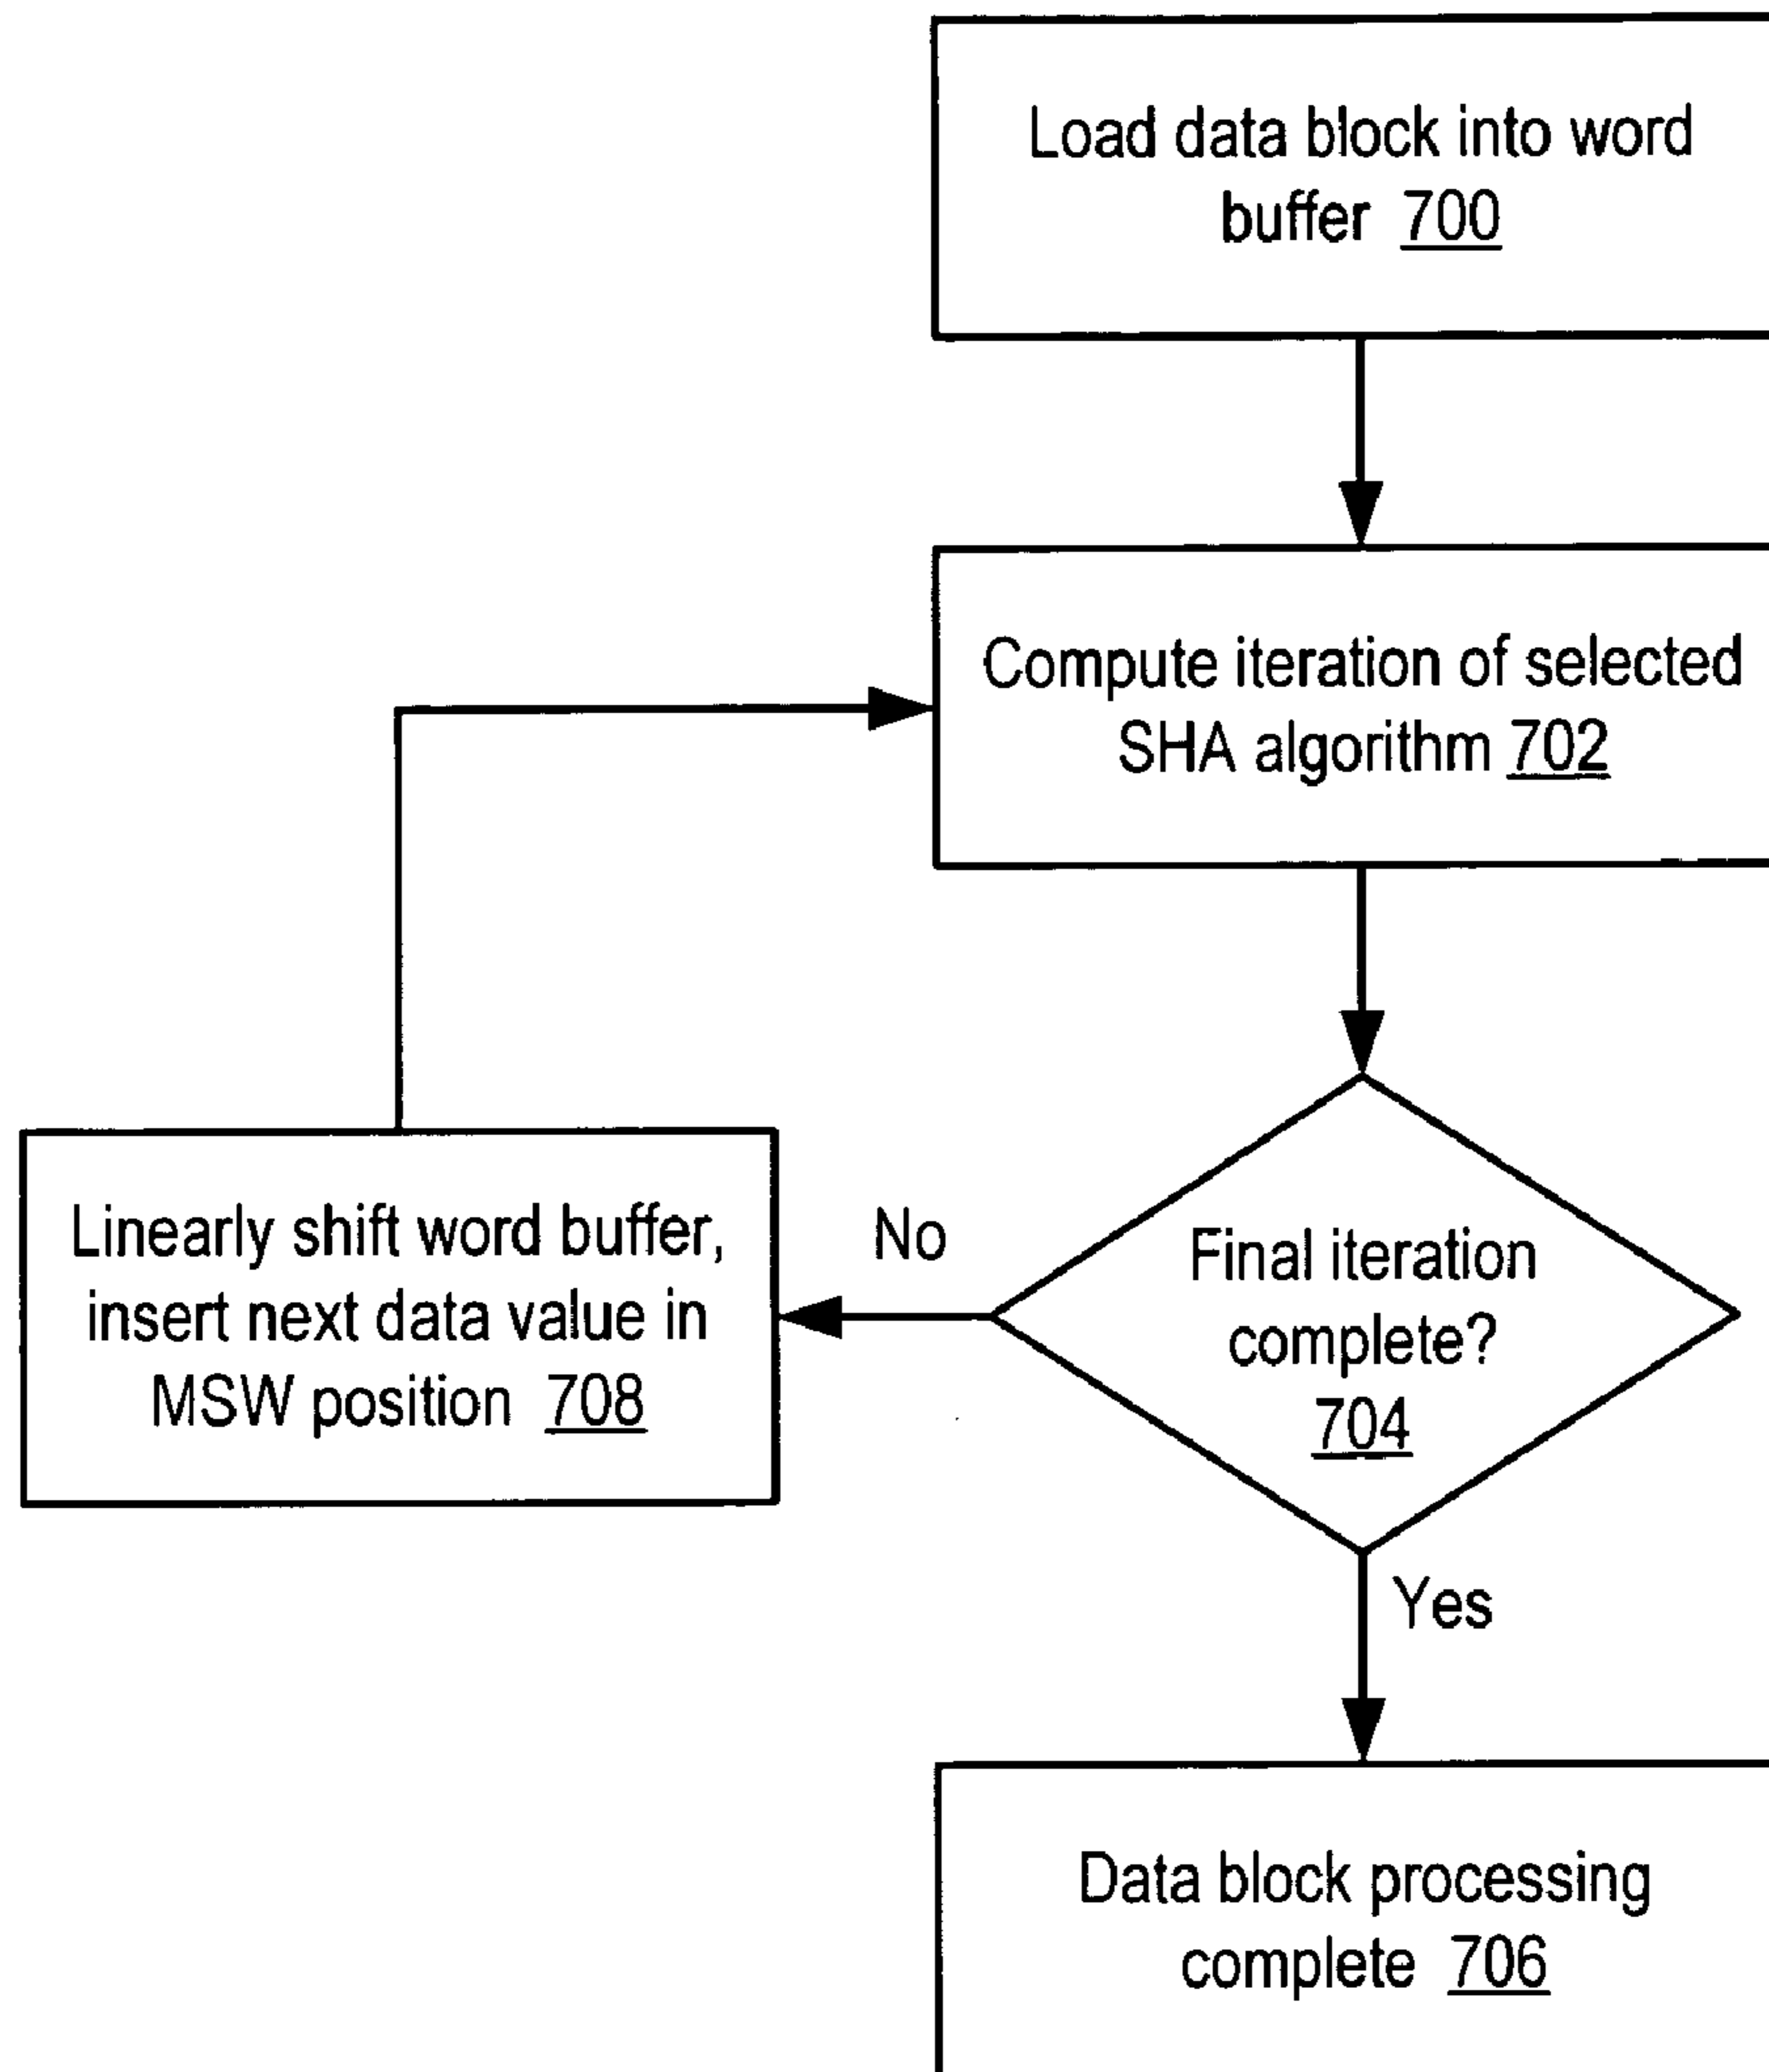 Load data block into word
buffer 700
Compute iteration of selected
SHA algorithm 702
No
Linearly shift word buffer,
insert next data value in
MSW position 708
Final iteration
complete?
704
Yes
Data block processing
complete 706